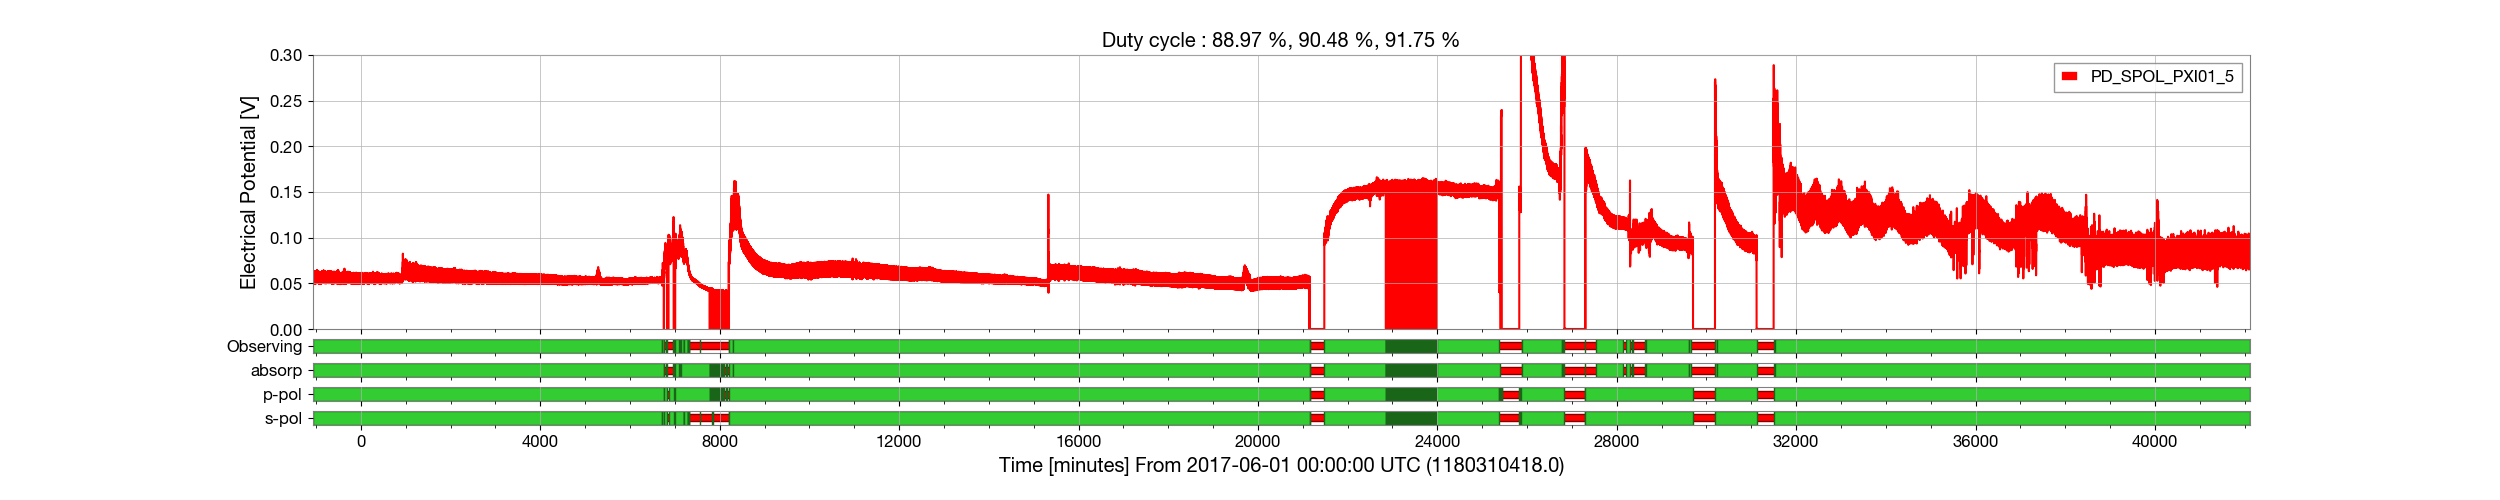 Duty cycle : 88.97 %, 90.48 %, 91.75 %
0.30
0.25
0.20
0.15
0.10
0.05
0.00
Electrical Potential [V]
PD_SPOL_PXI01_5
Observing
absorp
p-pol
s-pol
0 4000 8000 12000 16000 20000 24000 28000 32000 36000 40000
Time [minutes] From 2017-06-01 00:00:00 UTC (1180310418.0)